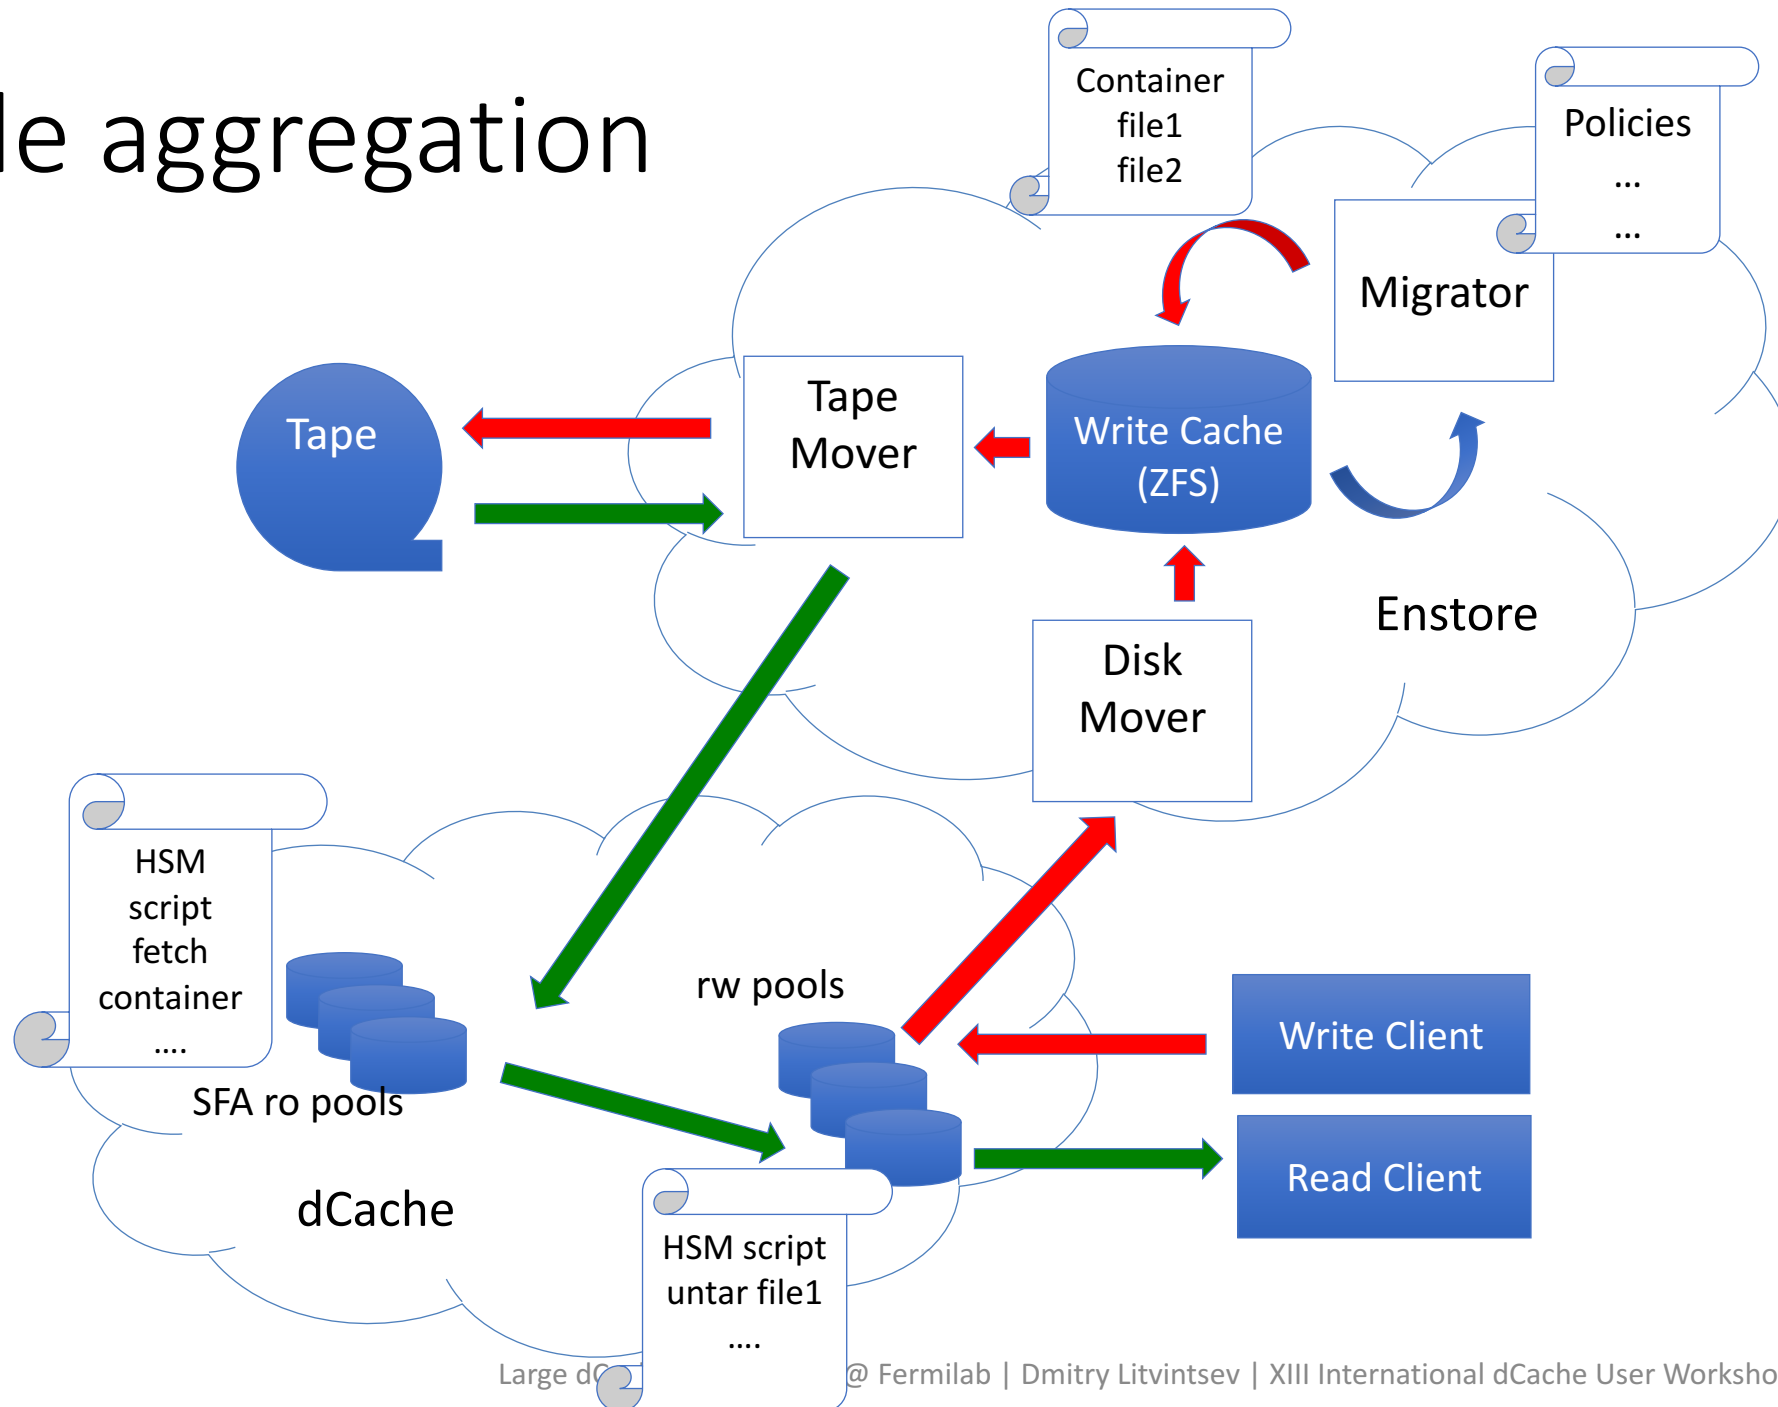 le aggregation
Container
file1
file2
Policies
...
...
Migrator
Tape
Tape
Mover
Write Cache
(ZFS)
Enstore
Disk
Mover
HSM
script
fetch
container
....
rw pools
SFA ro pools
Write Client
Read Client
dCache
HSM script
untar file1
....
Large @ Fermilab | Dmitry Litvintsev | XIII International dCache User